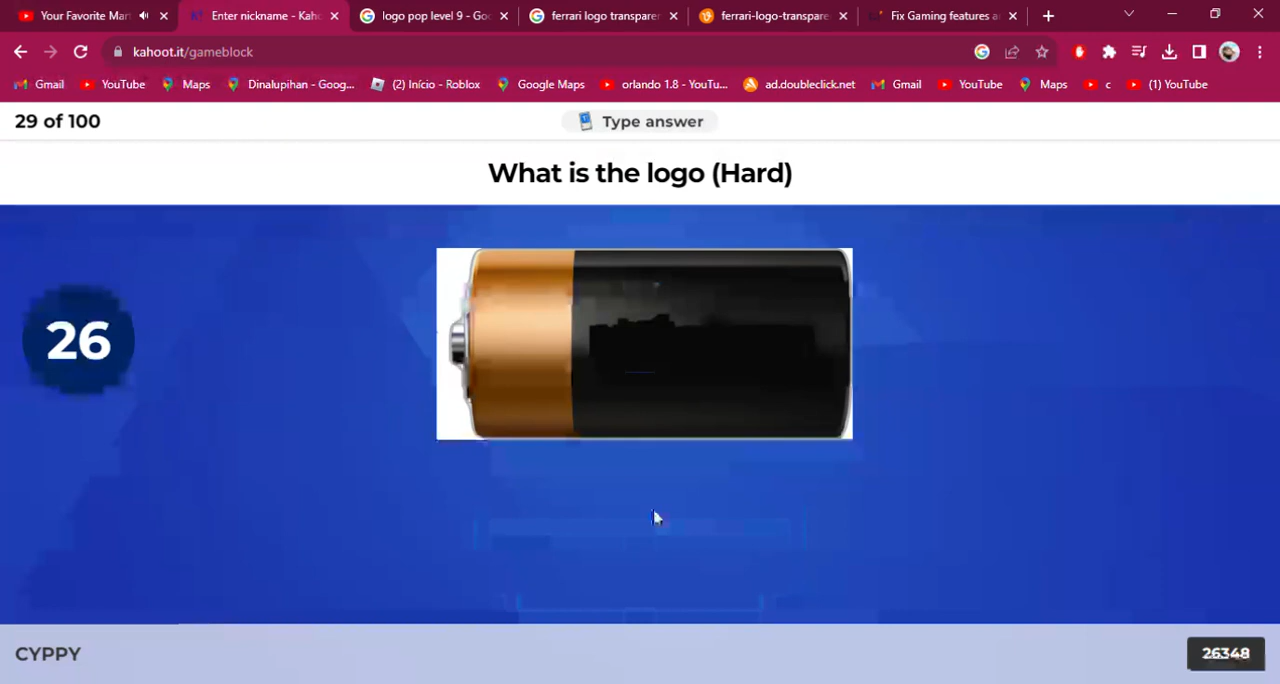 Your Favorite Mar
Enter nickname - Kah
logo pop level 9 - Goo
ferrari logo transparen
ferrari-logo-transpare
Fix Gaming features a
kahoot.it/gameblock
Gmail
YouTube
Maps
Dinalupihan - Goog...
(2) Início - Roblox
Google Maps
orlando 1.8 - YouTu...
ad.doubleclick.net
Gmail
YouTube
Maps
c
(1) YouTube
29 of 100
Type answer
What is the logo (Hard)
26
CYPPY
26348